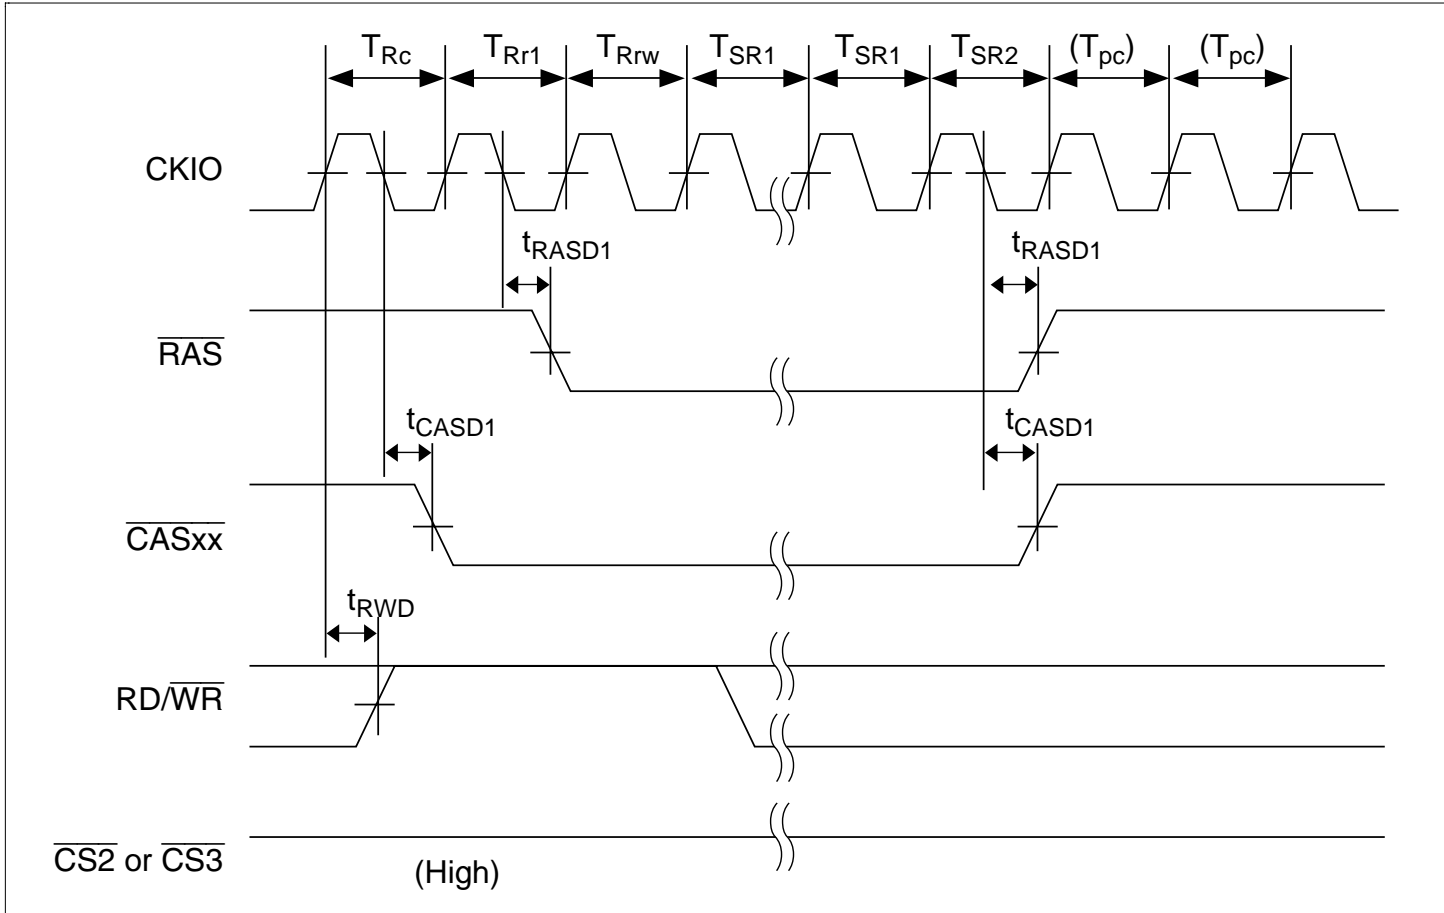 TRc TRr1 TRrw TSR1 TSR1 TSR2 (Tpc) (Tpc)
CKIO
tRASD1 tRASD1
RAS
tCASD1 tCASD1
CASxx
tRWD
RD/WR
CS2 or CS3
(High)